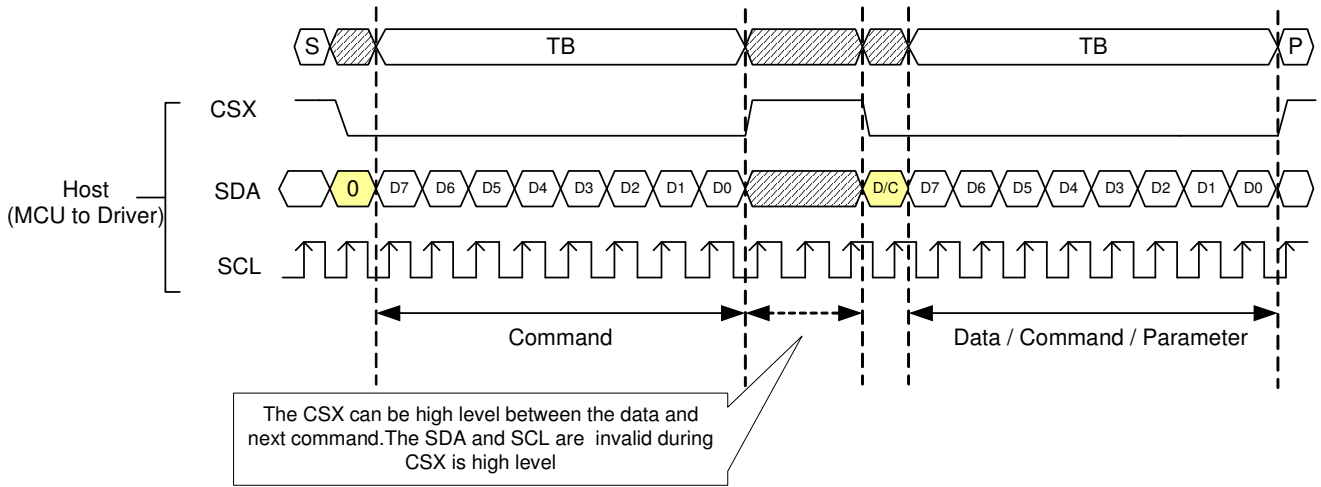 S TB TB P
CSX
Host
(MCU to Driver)
SDA 0 D7 D6 D5 D4 D3 D2 D1 D0 D/C D7 D6 D5 D4 D3 D2 D1 D0
SCL
Command Data / Command / Parameter
The CSX can be high level between the data and
next command.The SDA and SCL are invalid during
CSX is high level